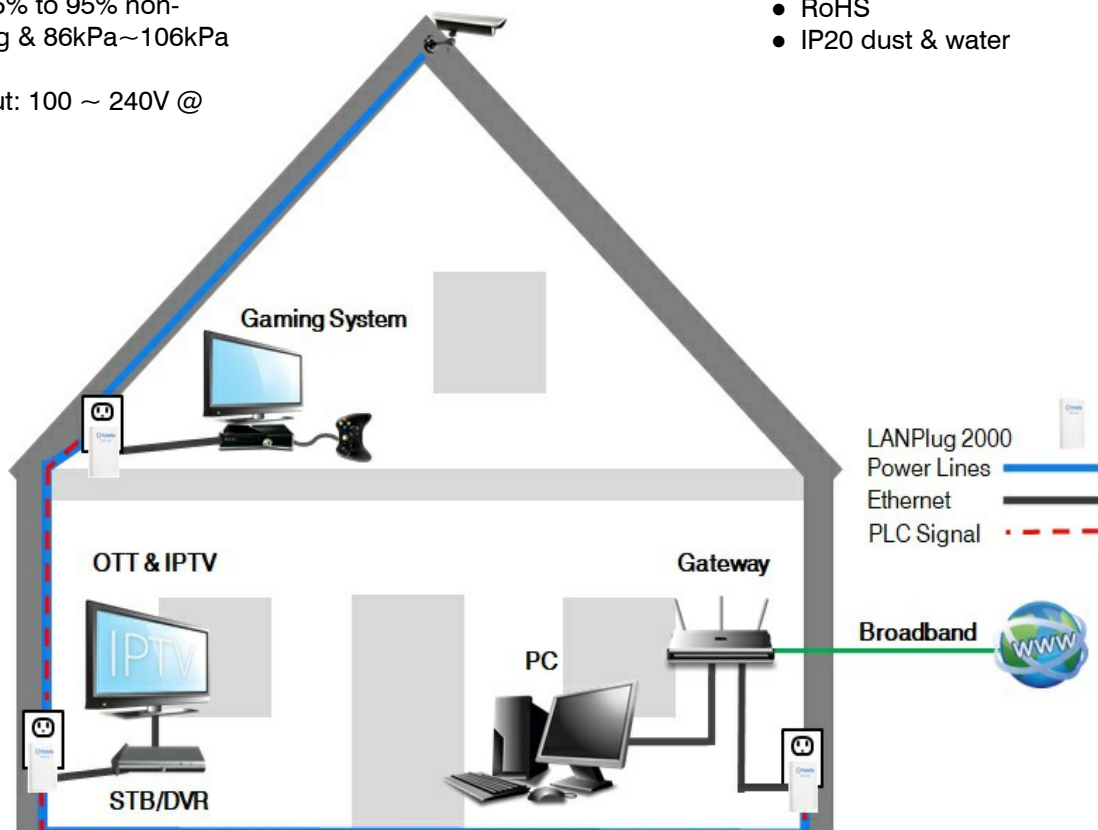 5% to 95% non-
g & 86kPa~106kPa
ut: 100 ~ 240V @
● RoHS
● IP20 dust & water
Gaming System
LANPlug 2000
Power Lines
Ethernet
PLC Signal
OTT & IPTV
Gateway
IPTV
Broadband
WWW
PC
STB/DVR